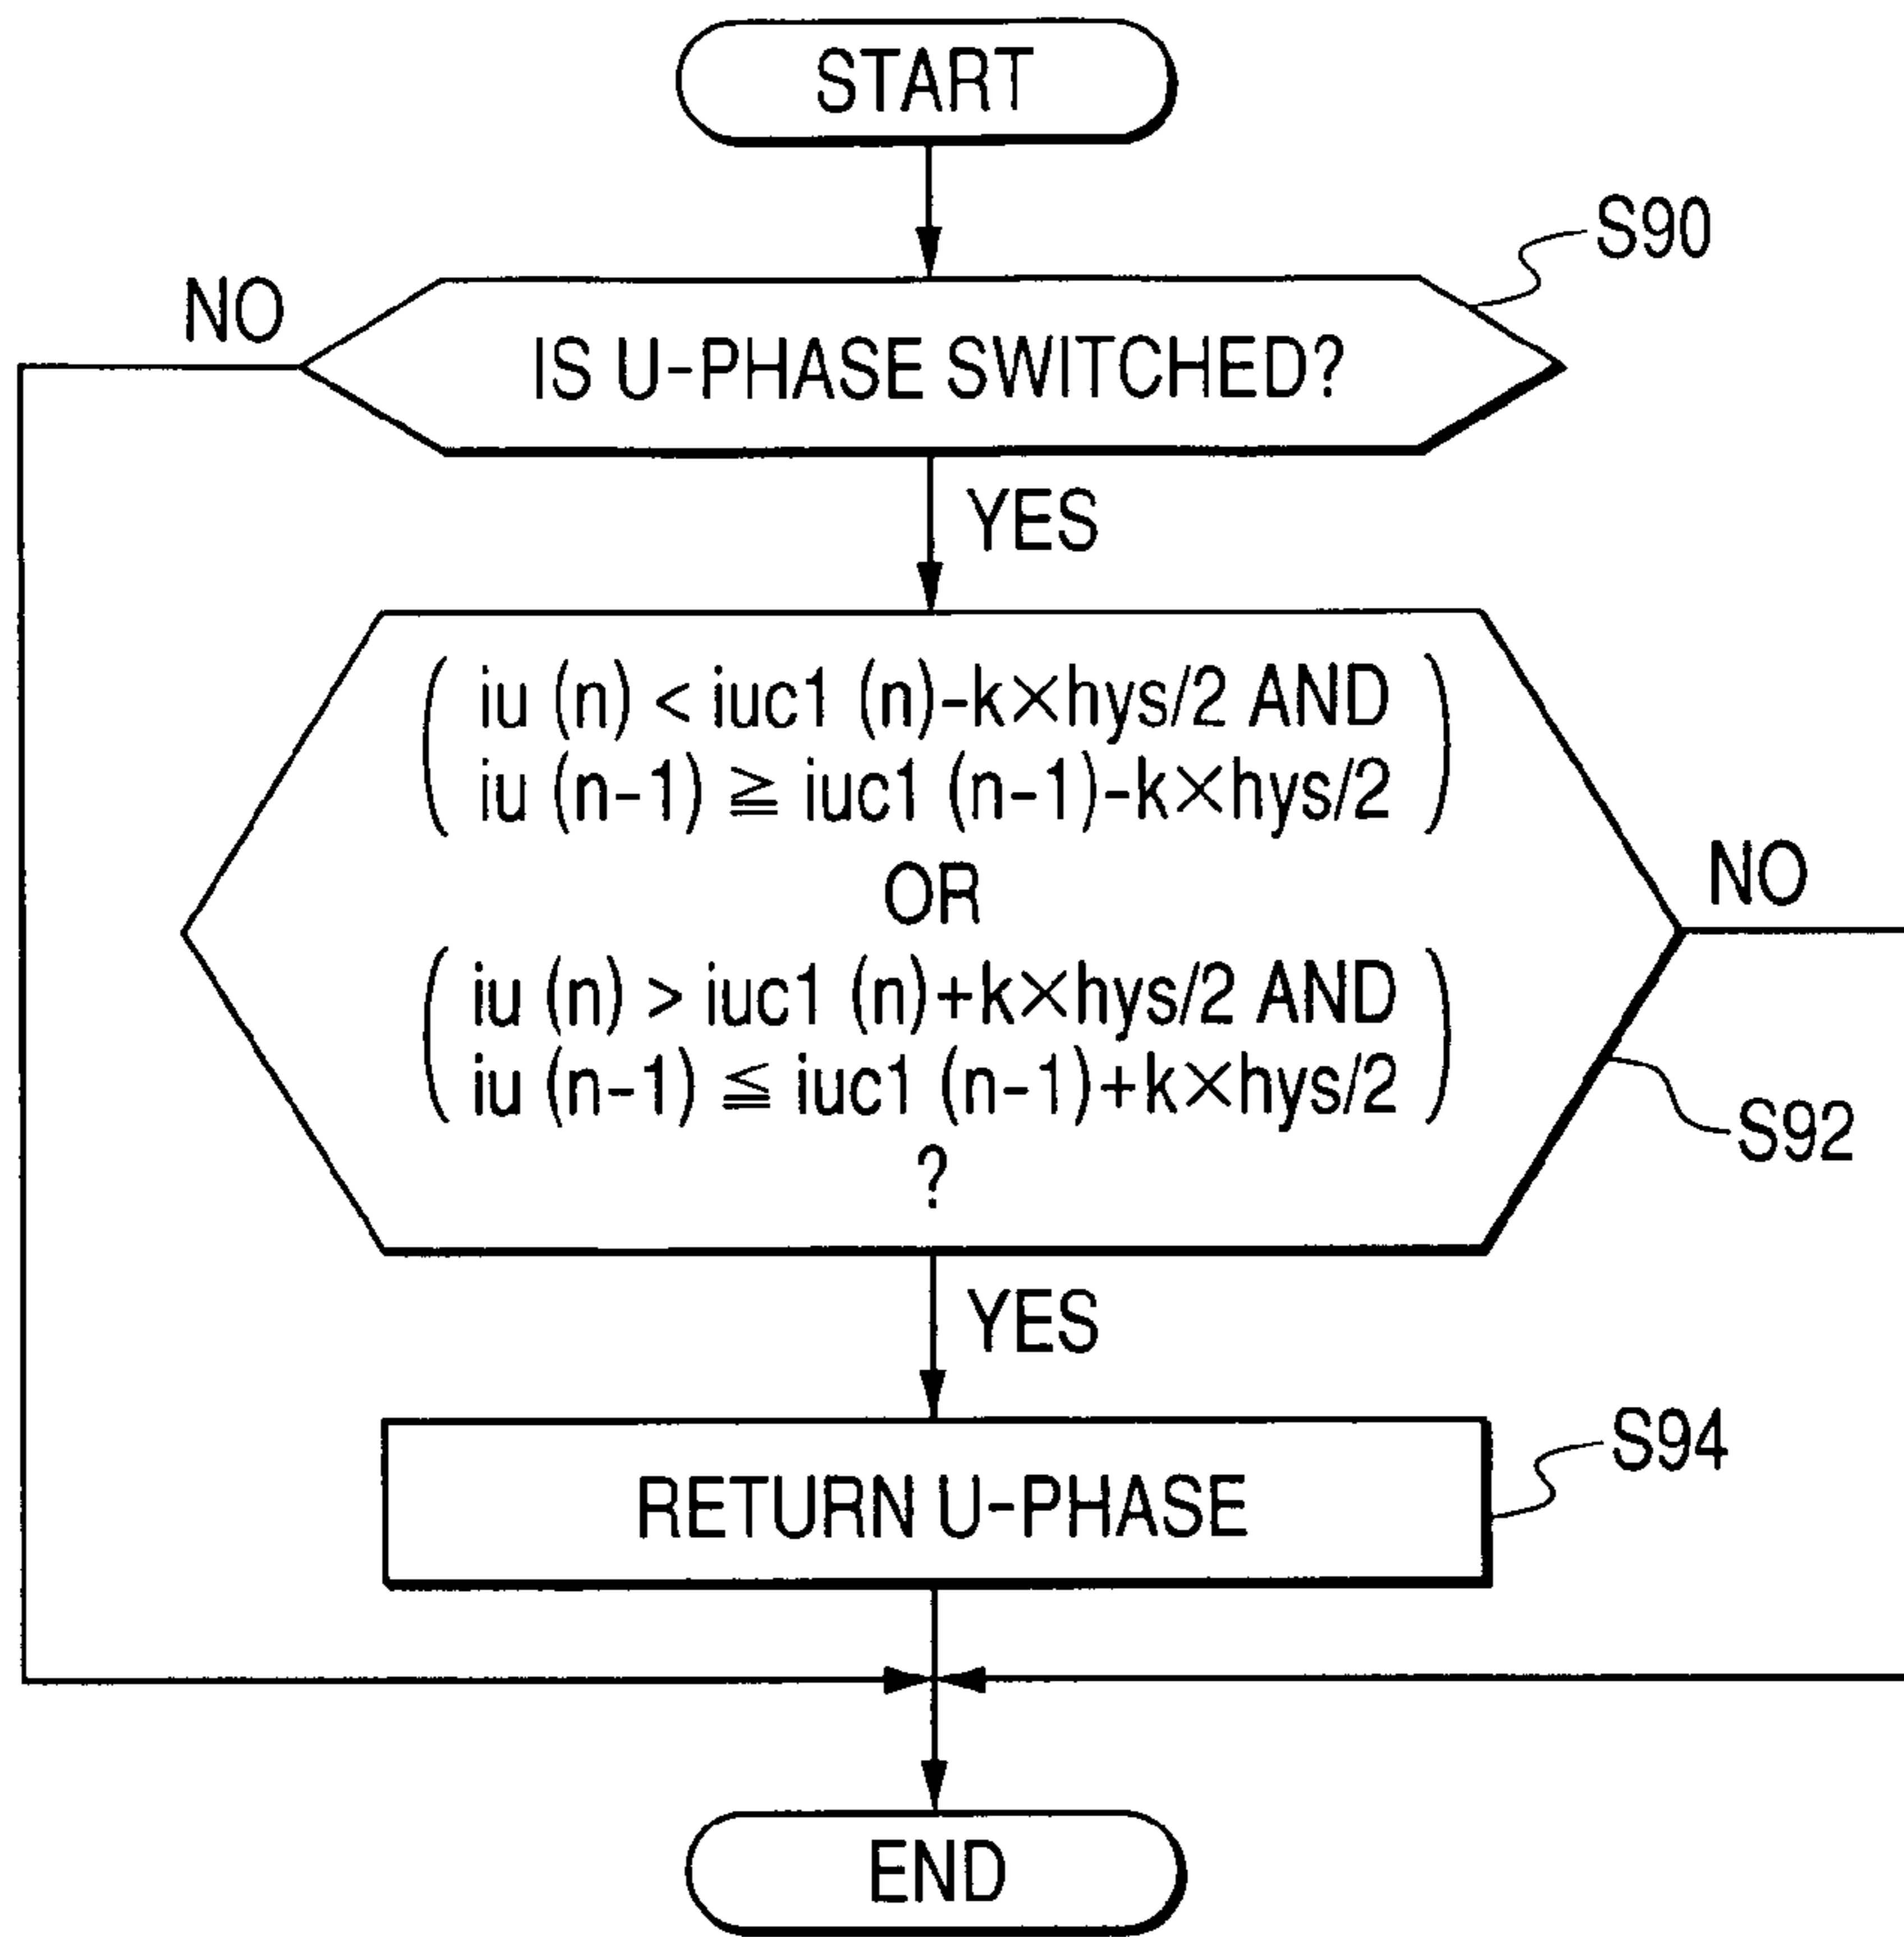 START
S90
NO
IS U-PHASE SWITCHED?
YES
( iu (n) < iuc1 (n)-k×hys/2 AND
iu (n-1) ≧ iuc1 (n-1)-k×hys/2 )
OR
NO
( iu (n) > iuc1 (n)+k×hys/2 AND
iu (n-1) ≦ iuc1 (n-1)+k×hys/2 )
S92
?
YES
S94
RETURN U-PHASE
END